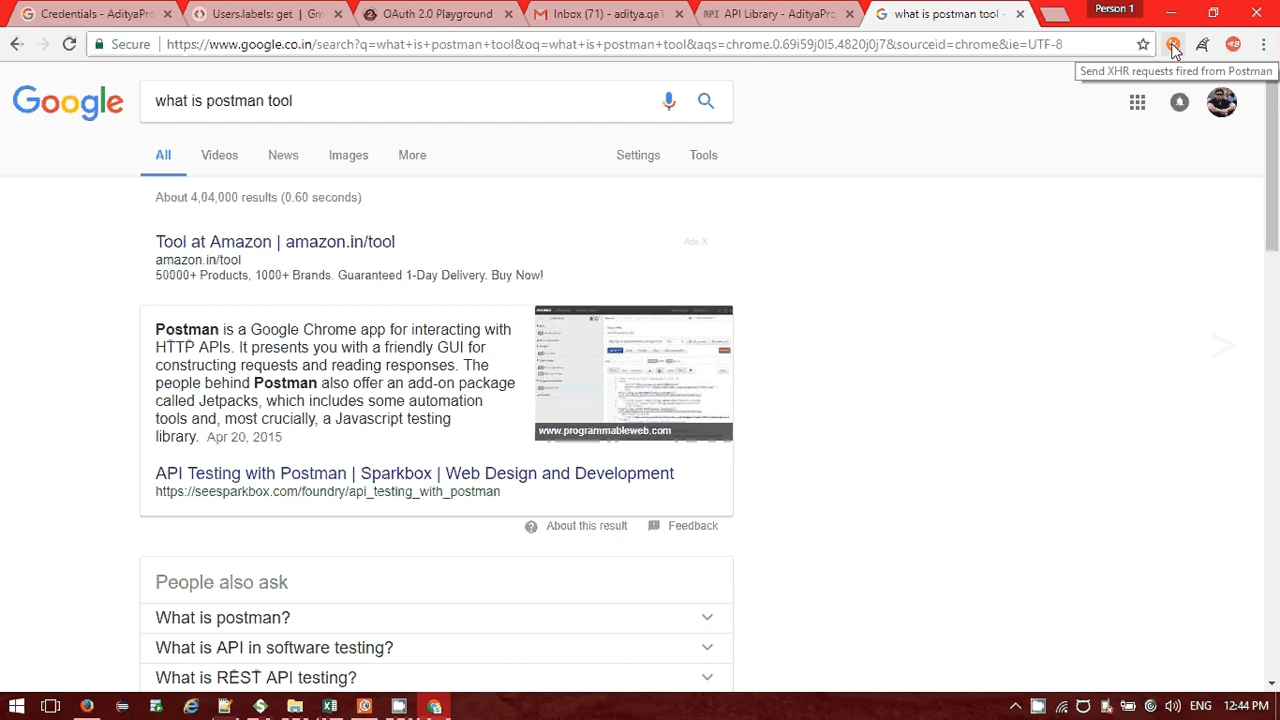 Credentials - AdityaProj
Users.labels: get | Gm
OAuth 2.0 Playground
Inbox (71) - aditya.qa1
API API Library - AdityaProj
what is postman tool -
Person 1
Secure
https://www.google.co.in/search?q=what+is+postman+tool&oq=what+is+postman+tool&aqs=chrome.0.69i59j0l5.4820j0j7&sourceid=chrome&ie=UTF-8
Send XHR requests fired from Postman
Google
what is postman tool
All
Videos
News
Images
More
Settings
Tools
About 4,04,000 results (0.60 seconds)
Tool at Amazon | amazon.in/tool
Ads X
amazon.in/tool
50000+ Products, 1000+ Brands. Guaranteed 1-Day Delivery. Buy Now!
Postman is a Google Chrome app for interacting with
HTTP APIs. It presents you with a friendly GUI for
constructing requests and reading responses. The
people behind Postman also offer an add-on package
called Jetpacks, which includes some automation
tools and, most crucially, a Javascript testing
library. Apr 20, 2015
www.programmableweb.com
API Testing with Postman | Sparkbox | Web Design and Development
https://seesparkbox.com/foundry/api_testing_with_postman
About this result
Feedback
People also ask
What is postman?
What is API in software testing?
What is REST API testing?
ENG
12:44 PM